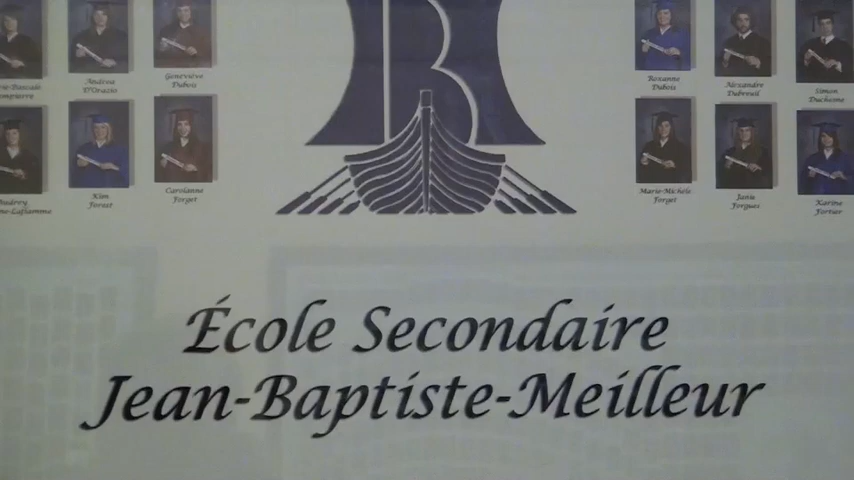 Andrea
D'Orazio
Geneviève
Dubois
Kim
Forest
Carolanne
Forget
R
Roxanne
Dubois
Alexandre
Dubreuil
Simon
Duchesne
Marie-Michèle
Forget
Janie
Forgues
Karine
Fortier
École Secondaire
Jean-Baptiste-Meilleur